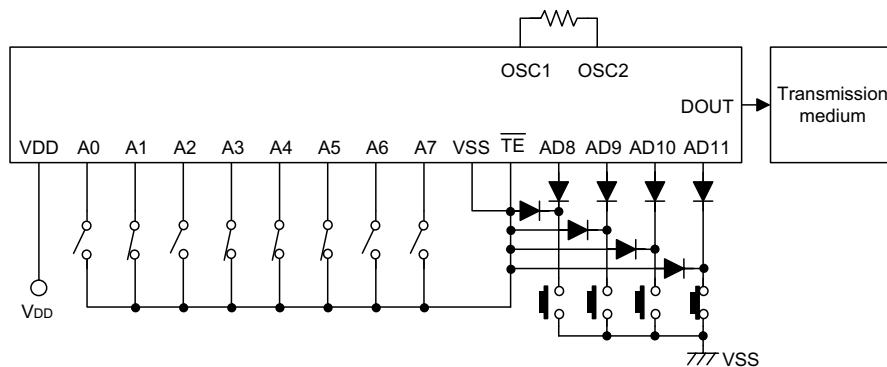 OSC1 OSC2
DOUT
Transmission
medium
VDD A0 A1 A2 A3 A4 A5 A6 A7 VSS TE AD8 AD9 AD10 AD11
VDD
VSS